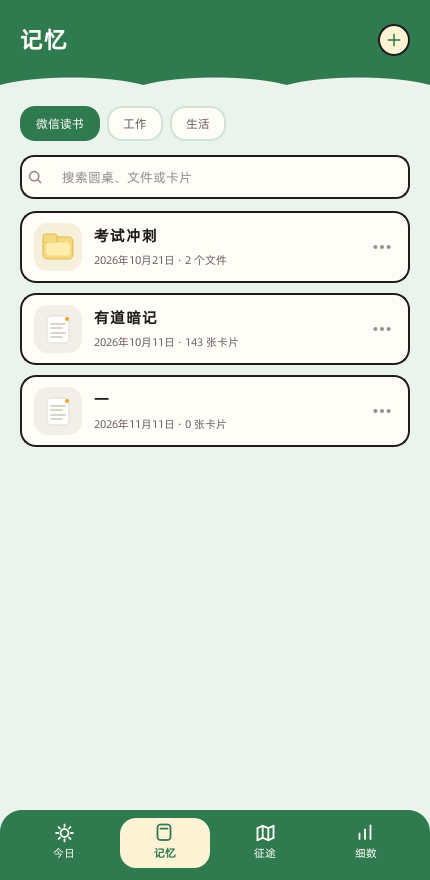 记忆
微信读书
工作
生活
搜索圆桌、文件或卡片
考试冲刺
2026年10月21日 · 2 个文件
有道暗记
2026年10月11日 · 143 张卡片
一
2026年11月11日 · 0 张卡片
今日
记忆
征途
细数